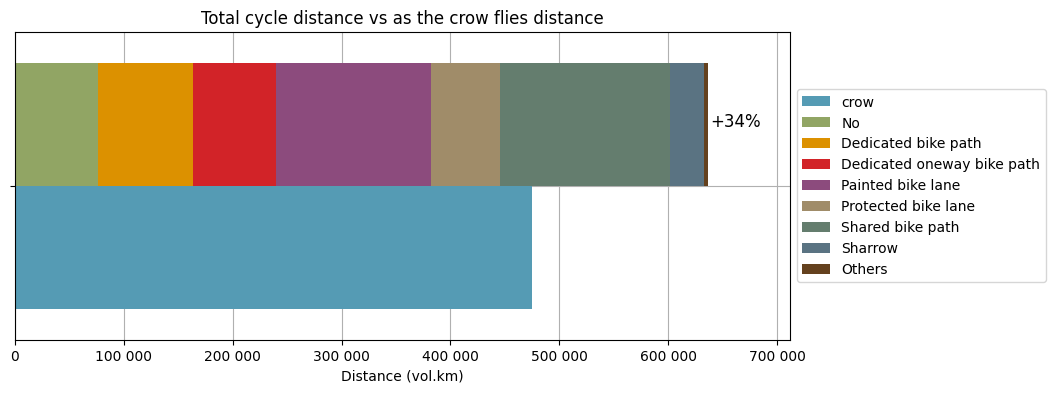 Total cycle distance vs as the crow flies distance
+34%
crow
No
Dedicated bike path
Dedicated oneway bike path
Painted bike lane
Protected bike lane
Shared bike path
Sharrow
Others
0 100 000 200 000 300 000 400 000 500 000 600 000 700 000
Distance (vol.km)